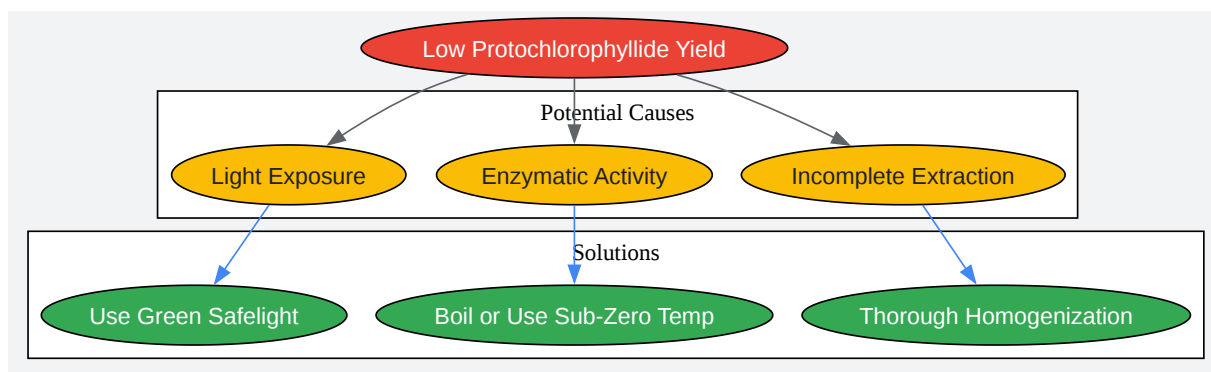 Low Protochlorophyllide Yield
Potential Causes
Light Exposure
Enzymatic Activity
Incomplete Extraction
Solutions
Use Green Safelight
Boil or Use Sub-Zero Temp
Thorough Homogenization